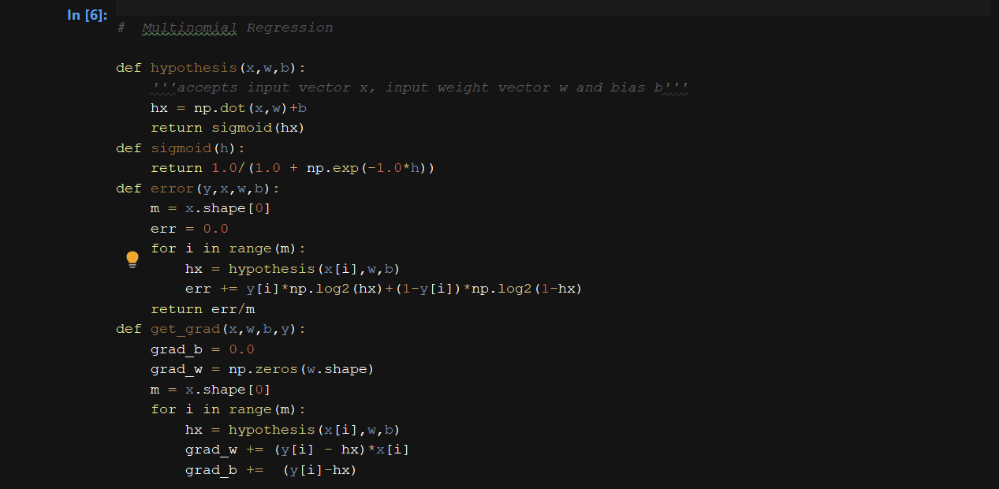 In [6]:
# Multinomial Regression
def hypothesis(x,w,b):
    '''accepts input vector x, input weight vector w and bias b'''
    hx = np.dot(x,w)+b
    return sigmoid(hx)
def sigmoid(h):
    return 1.0/(1.0 + np.exp(-1.0*h))
def error(y,x,w,b):
    m = x.shape[0]
    err = 0.0
    for i in range(m):
        hx = hypothesis(x[i],w,b)
        err += y[i]*np.log2(hx)+(1-y[i])*np.log2(1-hx)
    return err/m
def get_grad(x,w,b,y):
    grad_b = 0.0
    grad_w = np.zeros(w.shape)
    m = x.shape[0]
    for i in range(m):
        hx = hypothesis(x[i],w,b)
        grad_w += (y[i] - hx)*x[i]
        grad_b +=  (y[i]-hx)